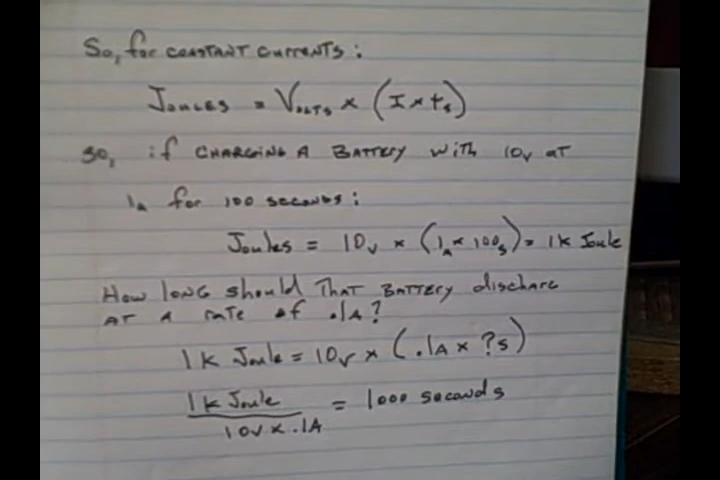 So, for CONSTANT CURRENTS:
JOULES = VOLTS × (I × ts)
so, if CHARGING A BATTERY with 10v at
1A for 100 seconds:
Joules = 10v × (1A × 100s) = 1k Joule
How long should THAT BATTERY discharg
AT A rate of .1A?
1k Joule = 10v × (.1A × ?s)
1k Joule
10v × .1A
= 1000 seconds